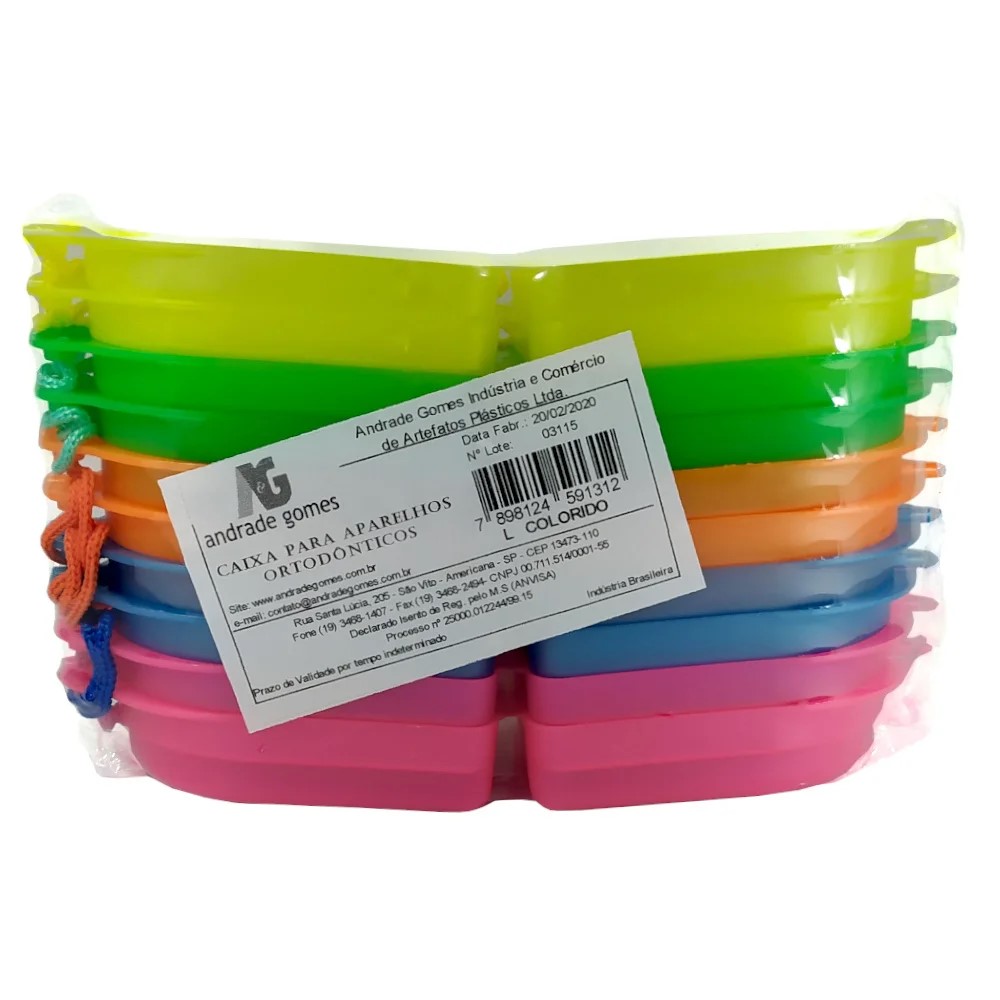 Andrade Gomes Indústria e Comércio
de Artefatos Plásticos Ltda.
Data Fabr.: 20/02/2020
Nº Lote: 03115
A&G
andrade gomes
CAIXA PARA APARELHOS
ORTODÔNTICOS
7 898124 591312
L COLORIDO
Site: www.andradegomes.com.br
e-mail: contato@andradegomes.com.br
Rua Santa Lúcia, 205 - São Vito - Americana - SP - CEP 13473-110
Fone (19) 3468-1407 - Fax (19) 3468-2494- CNPJ 00.711.514/0001-55
Declarado Isento de Reg. pelo M.S (ANVISA)
Processo nº 25000.01224499.15
Indústria Brasileira
Prazo de Validade por tempo indeterminado